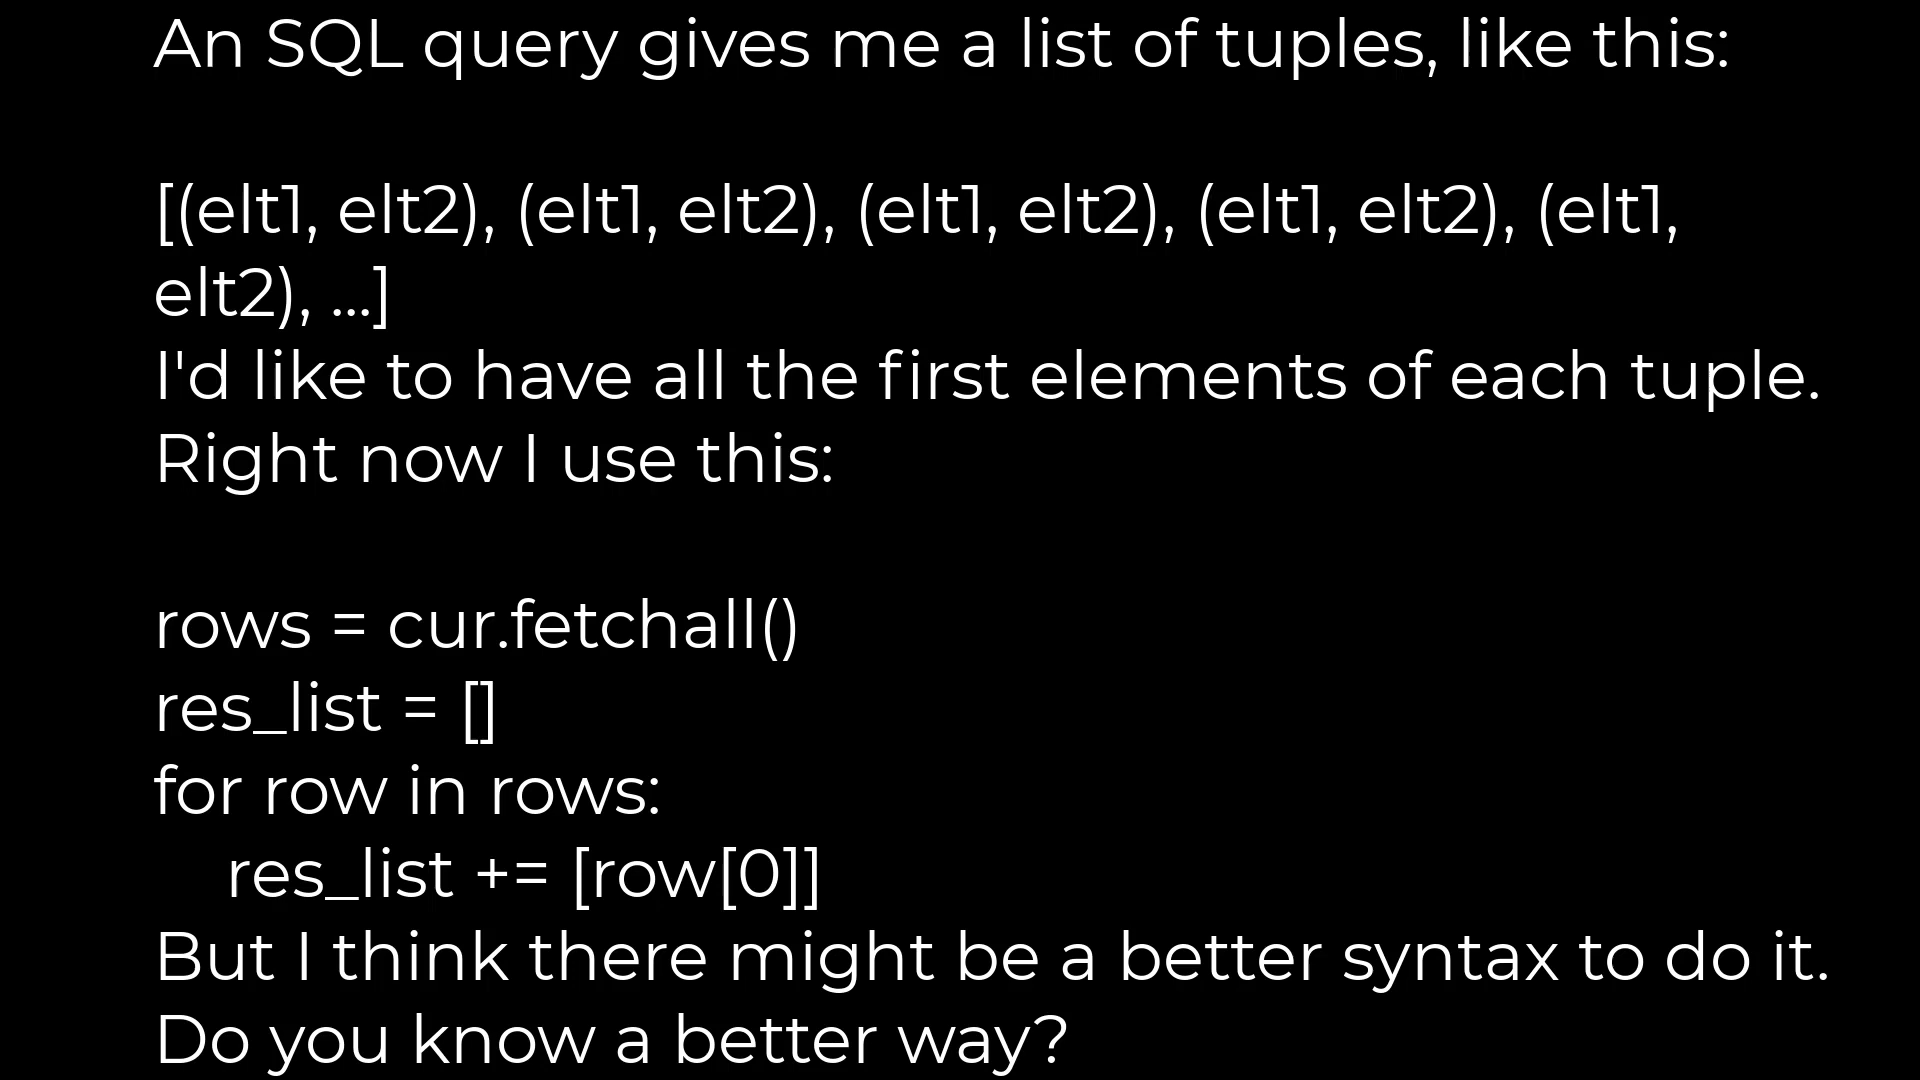 An SQL query gives me a list of tuples, like this:
[(elt1, elt2), (elt1, elt2), (elt1, elt2), (elt1, elt2), (elt1,
elt2), ...]
I'd like to have all the first elements of each tuple.
Right now I use this:
rows = cur.fetchall()
res_list = []
for row in rows:
    res_list += [row[0]]
But I think there might be a better syntax to do it.
Do you know a better way?